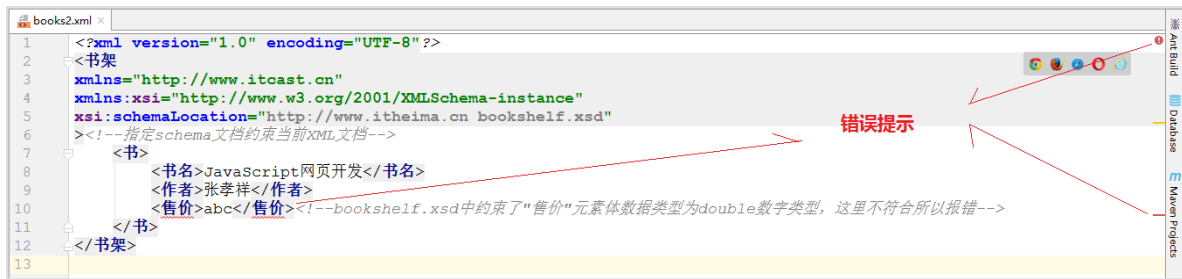 books2.xml
1 <?xml version="1.0" encoding="UTF-8"?>
2 <书架
3 xmlns="http://www.itcast.cn"
4 xmlns:xsi="http://www.w3.org/2001/XMLSchema-instance"
5 xsi:schemaLocation="http://www.itheima.cn bookshelf.xsd"
6 ><!--指定schema文档约束当前XML文档-->
错误提示
7 <书>
8 <书名>JavaScript网页开发</书名>
9 <作者>张孝祥</作者>
10 <售价>abc</售价><!--bookshelf.xsd中约束了"售价"元素体数据类型为double数字类型，这里不符合所以报错-->
11 </书>
12 </书架>
13
Ant Build
Database
Maven Projects